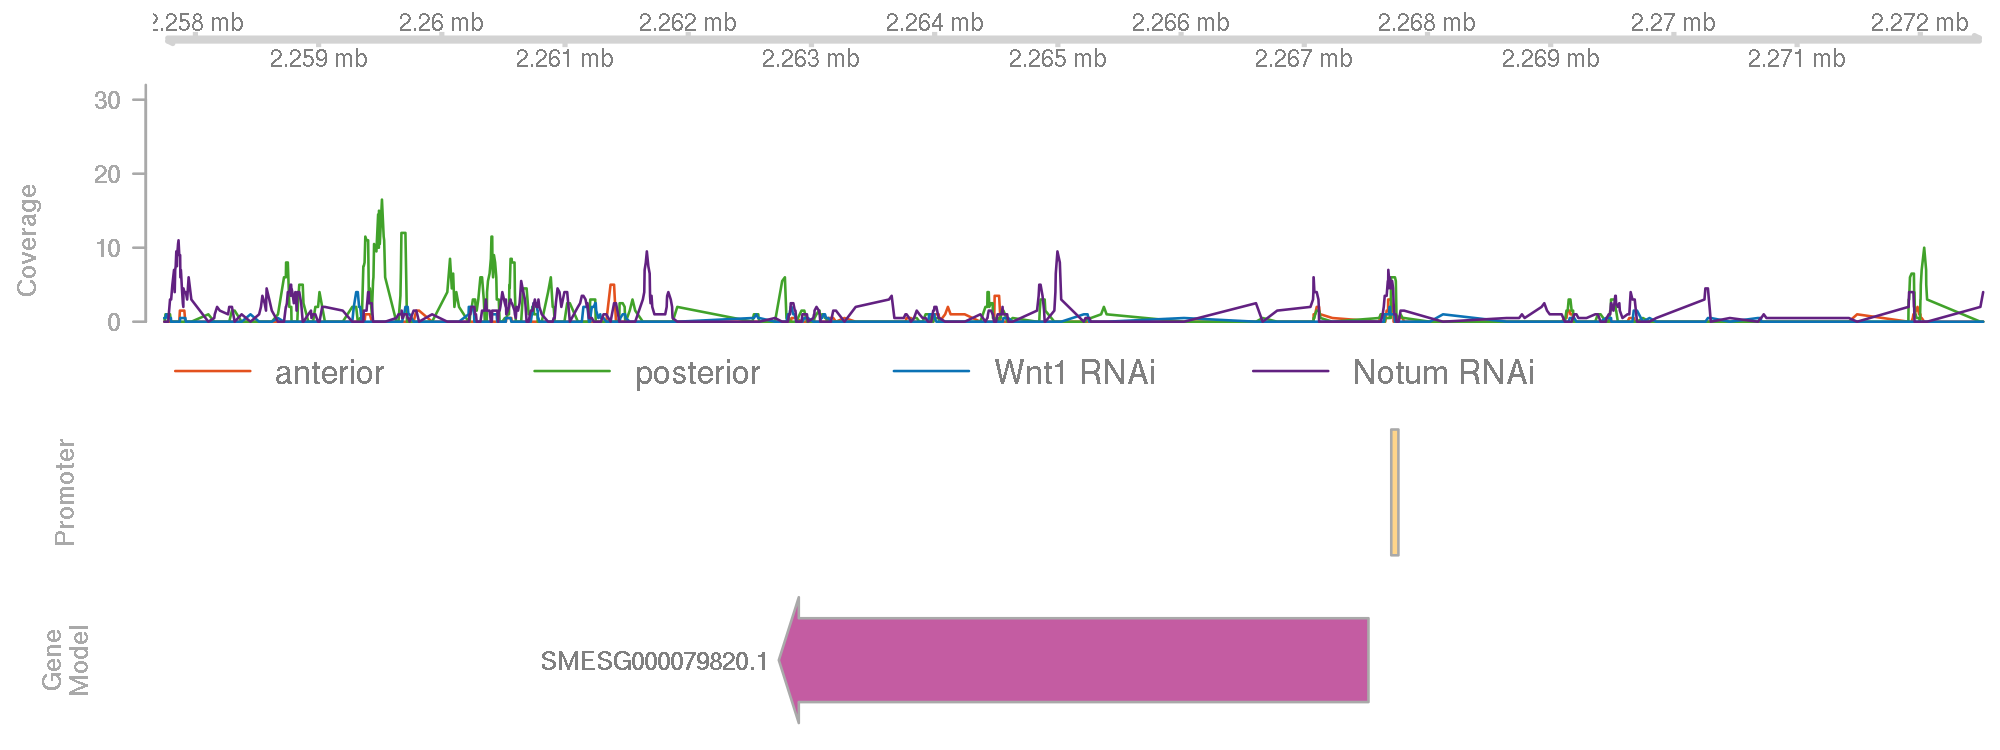 2.258 mb 2.26 mb 2.262 mb 2.264 mb 2.266 mb 2.268 mb 2.27 mb 2.272 mb
2.259 mb 2.261 mb 2.263 mb 2.265 mb 2.267 mb 2.269 mb 2.271 mb
30
20
10
0
Coverage
anterior posterior Wnt1 RNAi Notum RNAi
Promoter
Gene
Model
SMESG000079820.1